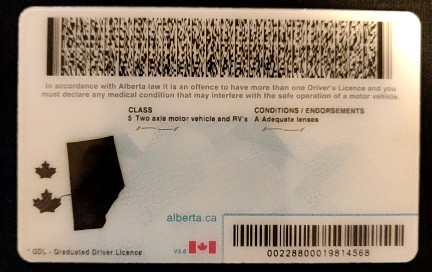 In accordance with Alberta law it is an offence to have more than one Driver's Licence and you
must declare any medical condition that may interfere with the safe operation of a motor vehicle.
CLASS CONDITIONS / ENDORSEMENTS
5 Two axle motor vehicle and RV's A Adequate lenses
alberta.ca
* GDL - Graduated Driver Licence V3.0
00228800019814568